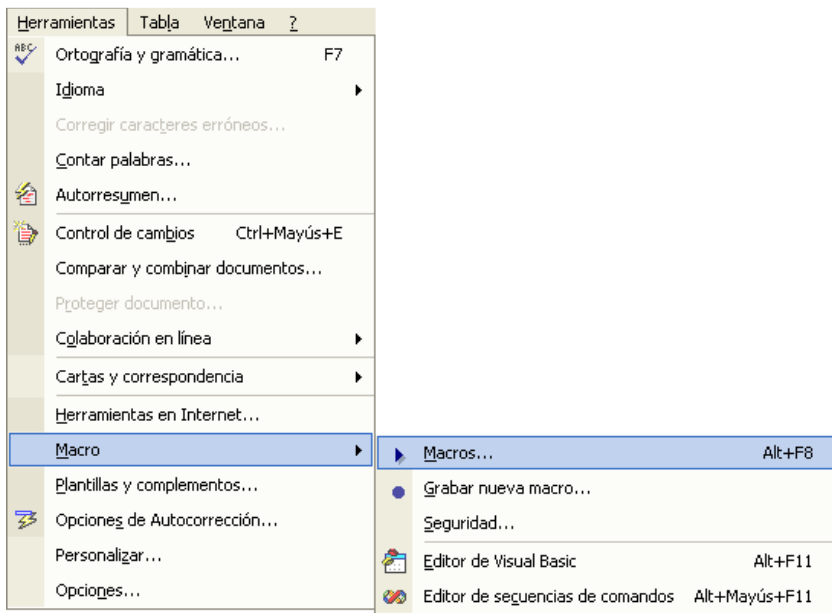 Herramientas Tabla Ventana ?
ABC Ortografía y gramática... F7
Idioma
Corregir caracteres erróneos...
Contar palabras...
Autorresumen...
Control de cambios Ctrl+Mayús+E
Comparar y combinar documentos...
Proteger documento...
Colaboración en línea
Cartas y correspondencia
Herramientas en Internet...
Macro
Plantillas y complementos...
Opciones de Autocorrección...
Personalizar...
Opciones...
Macros... Alt+F8
Grabar nueva macro...
Seguridad...
Editor de Visual Basic Alt+F11
Editor de secuencias de comandos Alt+Mayús+F11